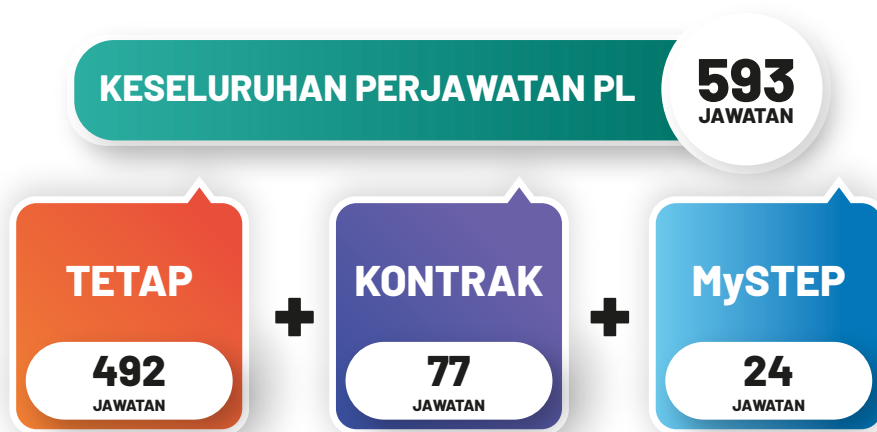 KESELURUHAN PERJAWATAN PL
593
JAWATAN
TETAP
+
KONTRAK
+
MySTEP
492
JAWATAN
77
JAWATAN
24
JAWATAN